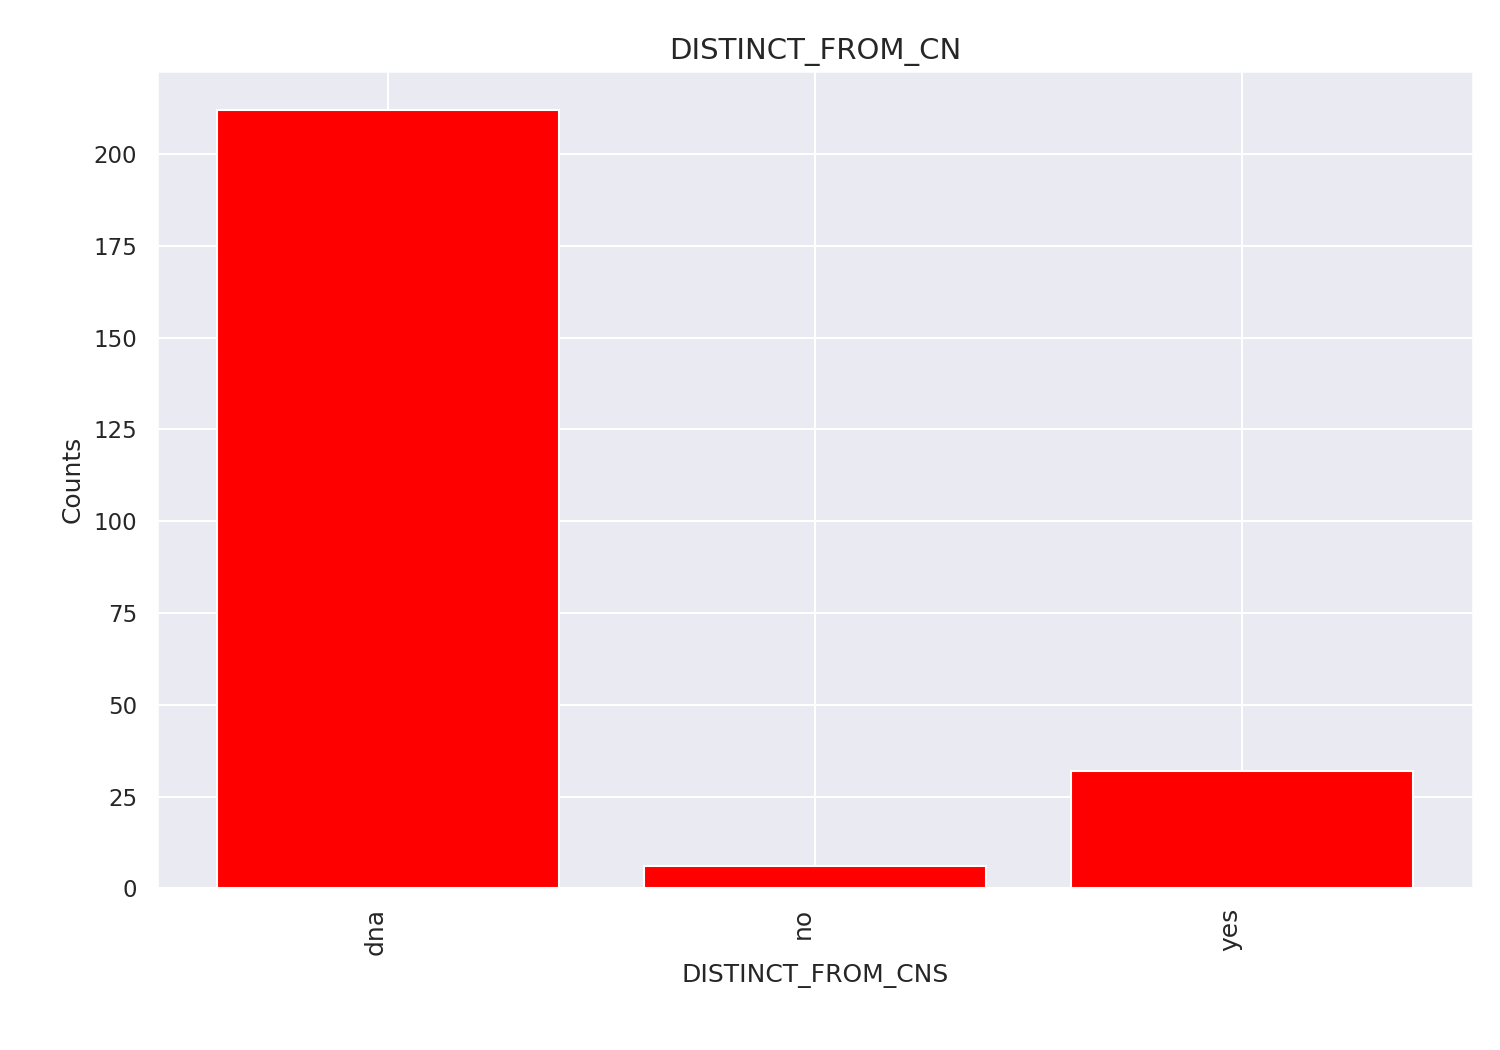 DISTINCT_FROM_CN
200
175
150
125
100
75
50
25
0
Counts
dna
no
yes
DISTINCT_FROM_CNS